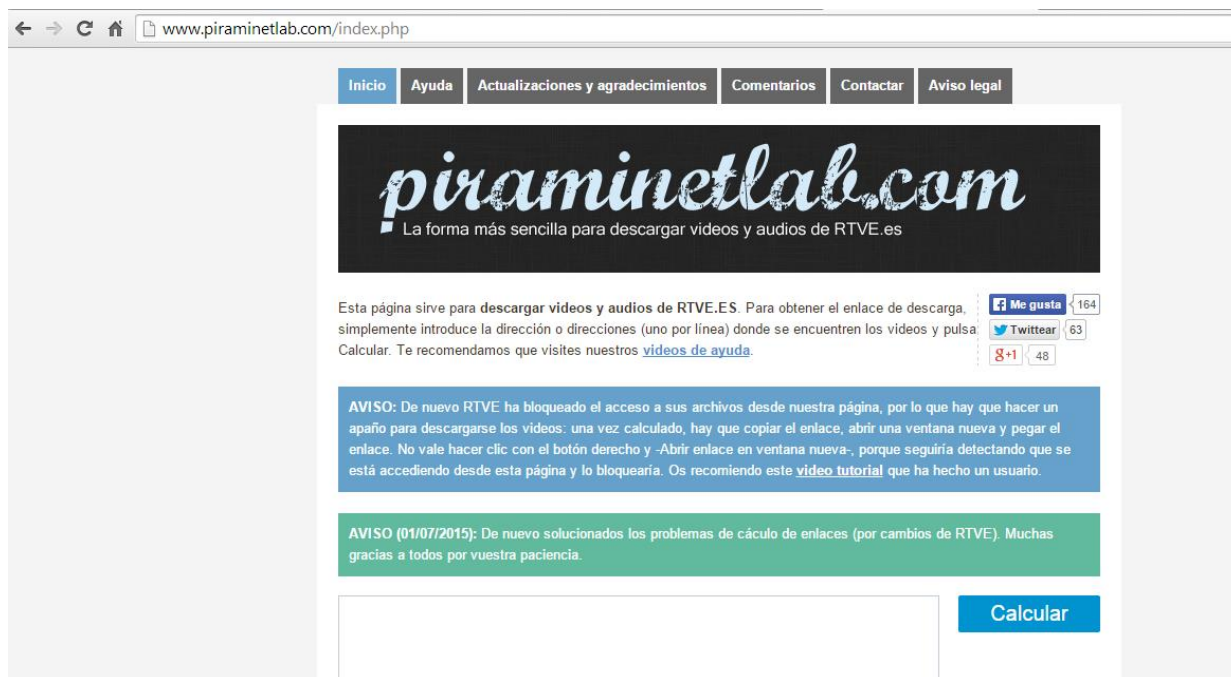 www.piraminetlab.com/index.php
Inicio Ayuda Actualizaciones y agradecimientos Comentarios Contactar Aviso legal
piraminetlab.com
La forma más sencilla para descargar videos y audios de RTVE.es
Esta página sirve para descargar videos y audios de RTVE.ES. Para obtener el enlace de descarga,
simplemente introduce la dirección o direcciones (uno por línea) donde se encuentren los videos y pulsa
Calcular. Te recomendamos que visites nuestros videos de ayuda.
Me gusta 164
Twittear 63
g+1 48
AVISO: De nuevo RTVE ha bloqueado el acceso a sus archivos desde nuestra página, por lo que hay que hacer un
apaño para descargarse los videos: una vez calculado, hay que copiar el enlace, abrir una ventana nueva y pegar el
enlace. No vale hacer clic con el botón derecho y -Abrir enlace en ventana nueva-, porque seguiría detectando que se
está accediendo desde esta página y lo bloquearía. Os recomiendo este video tutorial que ha hecho un usuario.
AVISO (01/07/2015): De nuevo solucionados los problemas de cáculo de enlaces (por cambios de RTVE). Muchas
gracias a todos por vuestra paciencia.
Calcular